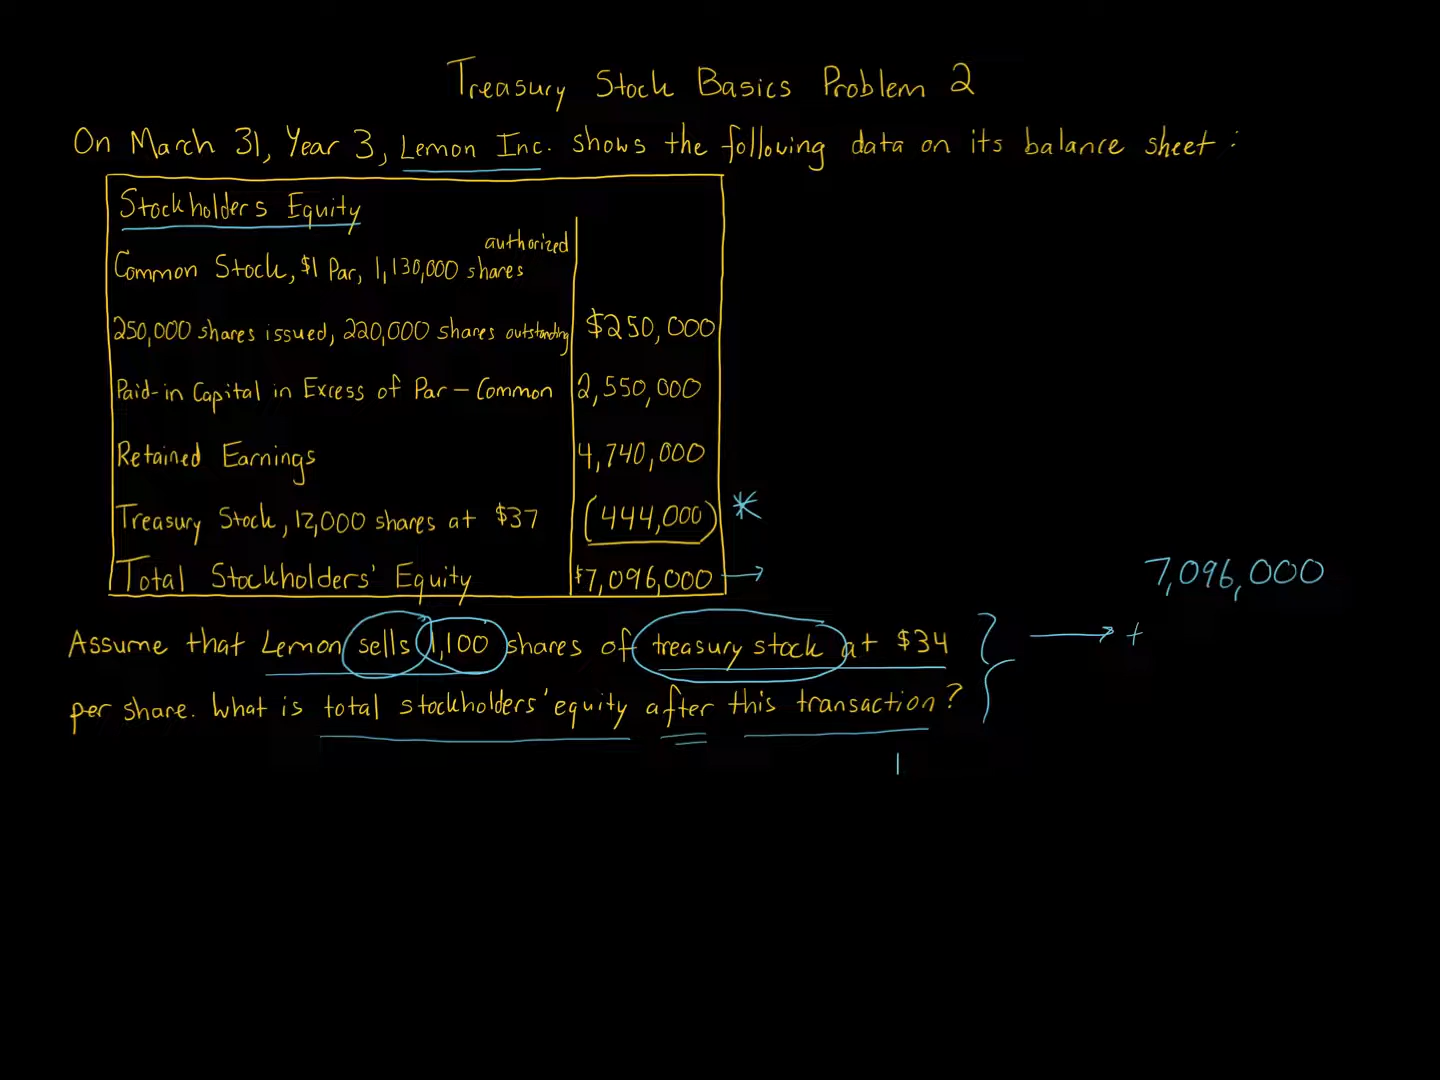 Treasury Stock Basics Problem 2
On March 31, Year 3, Lemon Inc. shows the following data on its balance sheet:
Stockholders Equity
authorized
Common Stock, $1 Par, 1,130,000 shares
250,000 shares issued, 220,000 shares outstanding $250,000
Paid-in Capital in Excess of Par – Common 2,550,000
Retained Earnings 4,740,000
Treasury Stock, 12,000 shares at $37 (444,000) *
Total Stockholders' Equity $7,096,000 → 7,096,000
Assume that Lemon sells 1,100 shares of treasury stock at $34 → +
per share. What is total stockholders' equity after this transaction?